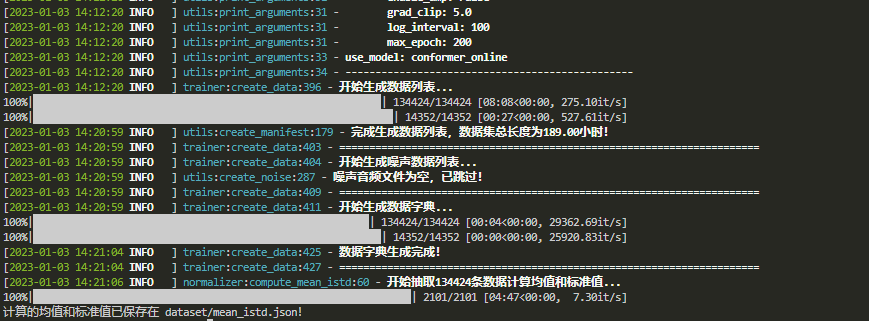 [2023-01-03 14:12:20 INFO   ] utils:print_arguments:31 -         grad_clip: 5.0
[2023-01-03 14:12:20 INFO   ] utils:print_arguments:31 -         log_interval: 100
[2023-01-03 14:12:20 INFO   ] utils:print_arguments:31 -         max_epoch: 200
[2023-01-03 14:12:20 INFO   ] utils:print_arguments:33 - use_model: conformer_online
[2023-01-03 14:12:20 INFO   ] utils:print_arguments:34 - ------------------------------------------------
[2023-01-03 14:12:20 INFO   ] trainer:create_data:396 - 开始生成数据列表...
100%| | 134424/134424 [08:08<00:00, 275.10it/s]
100%| | 14352/14352 [00:27<00:00, 527.61it/s]
[2023-01-03 14:20:59 INFO   ] utils:create_manifest:179 - 完成生成数据列表，数据集总长度为189.00小时！
[2023-01-03 14:20:59 INFO   ] trainer:create_data:403 - ======================================================================
[2023-01-03 14:20:59 INFO   ] trainer:create_data:404 - 开始生成噪声数据列表...
[2023-01-03 14:20:59 INFO   ] utils:create_noise:287 - 噪声音频文件为空，已跳过！
[2023-01-03 14:20:59 INFO   ] trainer:create_data:409 - ======================================================================
[2023-01-03 14:20:59 INFO   ] trainer:create_data:411 - 开始生成数据字典...
100%| | 134424/134424 [00:04<00:00, 29362.69it/s]
100%| | 14352/14352 [00:00<00:00, 25920.83it/s]
[2023-01-03 14:21:04 INFO   ] trainer:create_data:425 - 数据字典生成完成！
[2023-01-03 14:21:04 INFO   ] trainer:create_data:427 - ======================================================================
[2023-01-03 14:21:06 INFO   ] normalizer:compute_mean_istd:60 - 开始抽取134424条数据计算均值和标准值...
100%| | 2101/2101 [04:47<00:00,  7.30it/s]
计算的均值和标准值已保存在 dataset/mean_istd.json!